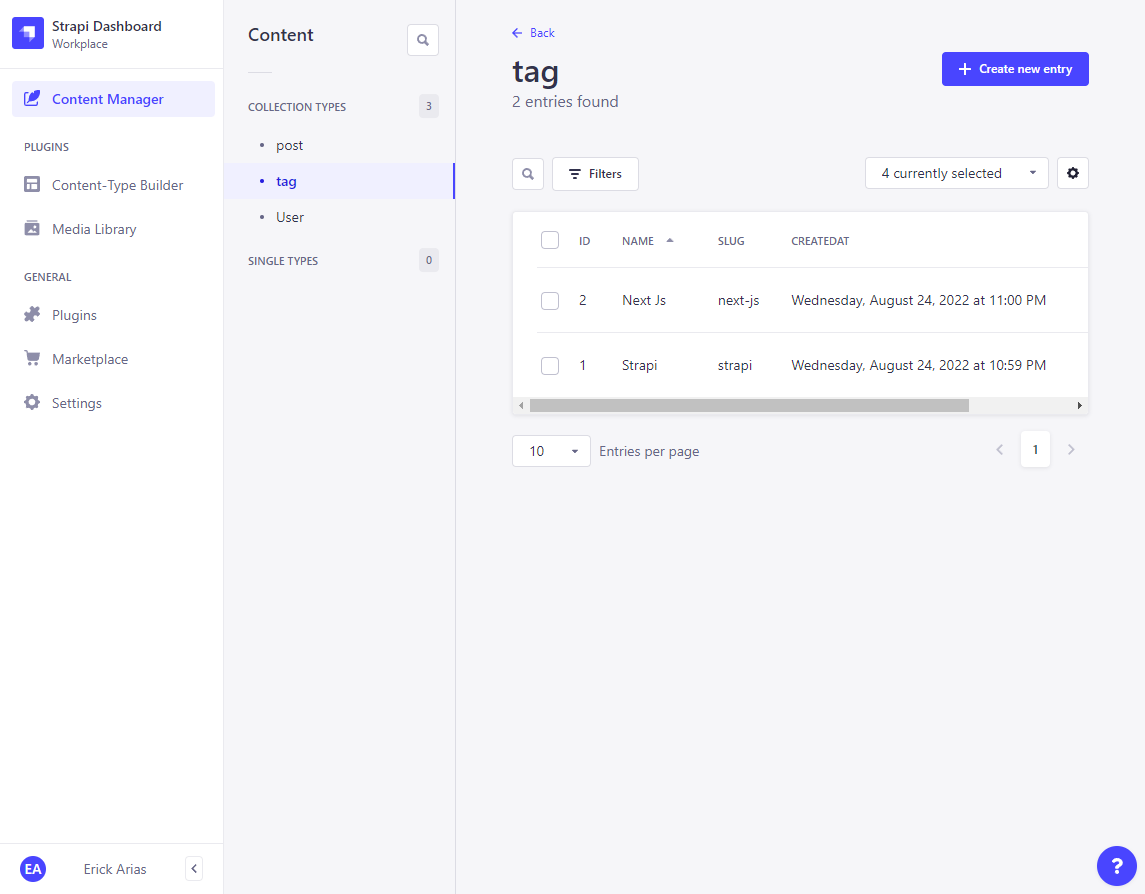 Strapi Dashboard
Workplace
Content Manager
PLUGINS
Content-Type Builder
Media Library
GENERAL
Plugins
Marketplace
Settings
EA
Erick Arias
Content
COLLECTION TYPES 3
post
tag
User
SINGLE TYPES 0
Back
tag
2 entries found
Create new entry
Filters
4 currently selected
ID NAME SLUG CREATEDAT
2 Next Js next-js Wednesday, August 24, 2022 at 11:00 PM
1 Strapi strapi Wednesday, August 24, 2022 at 10:59 PM
10 Entries per page
1
?